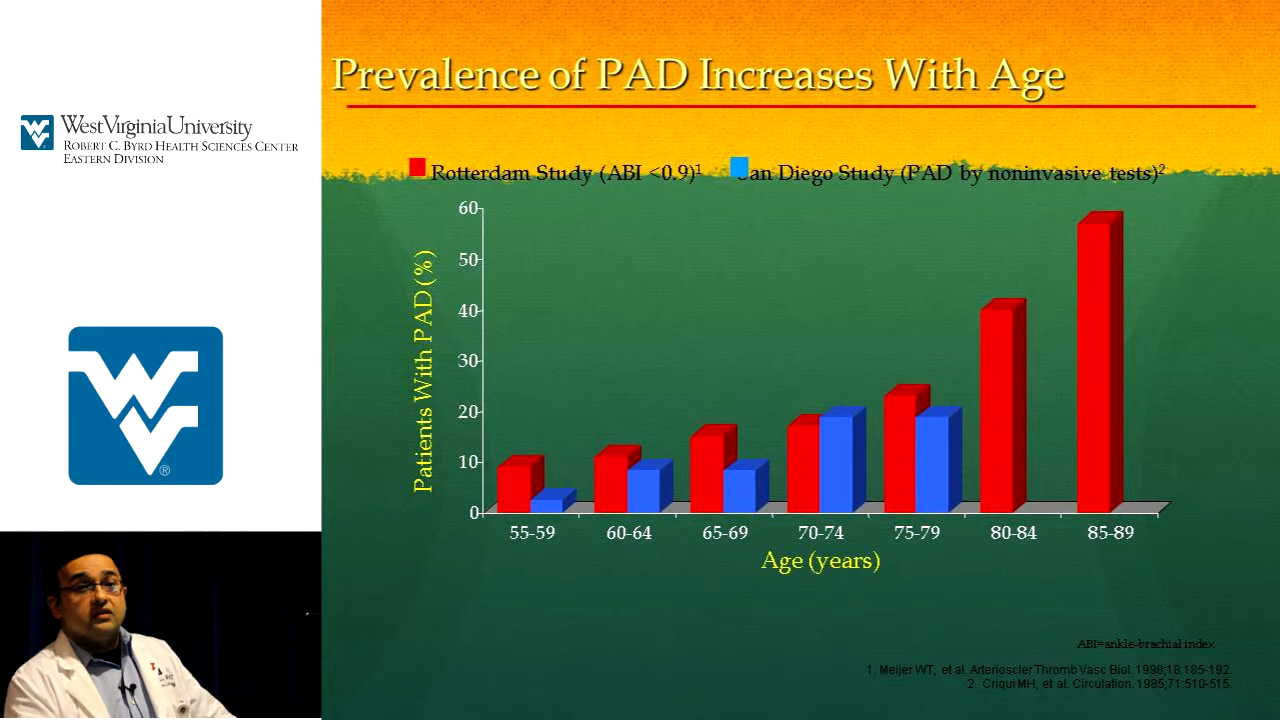 Prevalence of PAD Increases With Age
West Virginia University
ROBERT C. BYRD HEALTH SCIENCES CENTER
EASTERN DIVISION
Rotterdam Study (ABI <0.9)1 San Diego Study (PAD by noninvasive tests)2
Patients With PAD (%)
60
50
40
30
20
10
0
55-59 60-64 65-69 70-74 75-79 80-84 85-89
Age (years)
ABI=ankle-brachial index
1. Meijer WT, et al. Arterioscler Thromb Vasc Biol. 1998;18:185-192.
2. Criqui MH, et al. Circulation. 1985;71:510-515.
WV
®